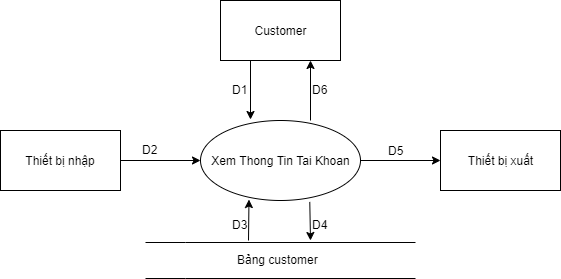 Customer
D1
D6
Thiết bị nhập
D2
Xem Thong Tin Tai Khoan
D5
Thiết bị xuất
D3
D4
Bảng customer